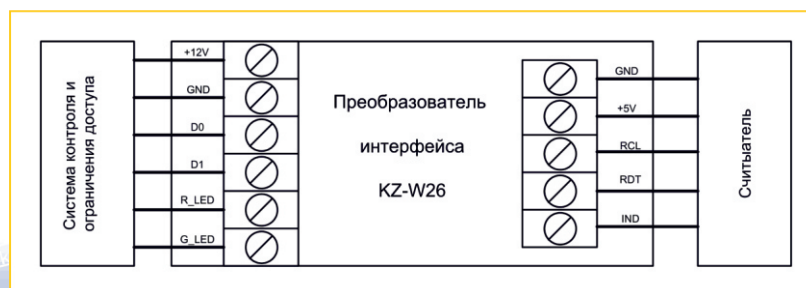 Система контроля и
ограничения доступа
+12V
GND
D0
D1
R_LED
G_LED
Преобразователь
интерфейса
KZ-W26
GND
+5V
RCL
RDT
IND
Считыатель